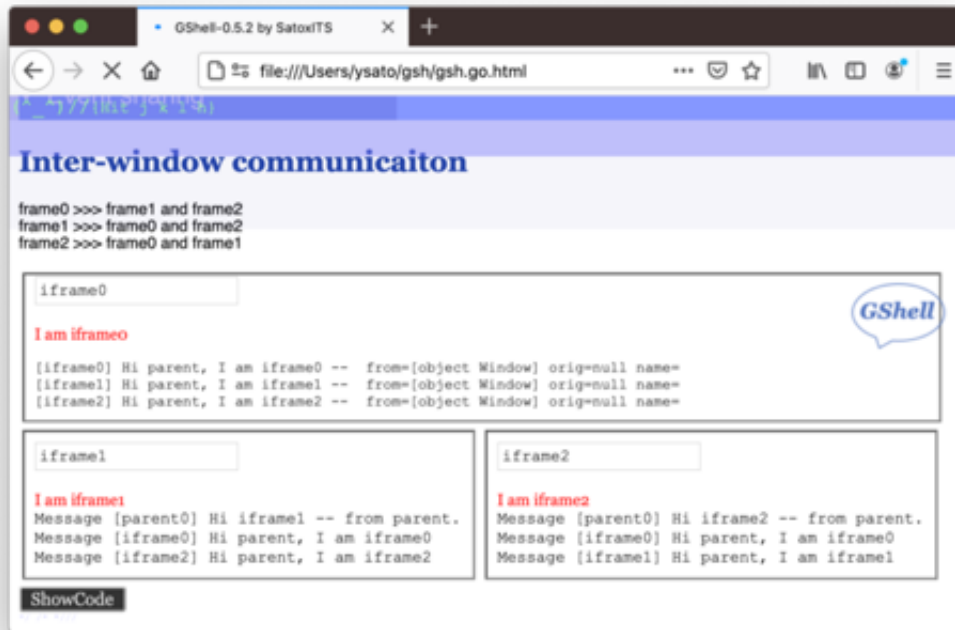 GShell-0.5.2 by SatoxITS
file:///Users/ysato/gsh/gsh.go.html
Inter-window communicaiton
frame0 >>> frame1 and frame2
frame1 >>> frame0 and frame2
frame2 >>> frame0 and frame1
iframe0
GShell
I am iframe0
[iframe0] Hi parent, I am iframe0 -- from=[object Window] orig=null name=
[iframe1] Hi parent, I am iframe1 -- from=[object Window] orig=null name=
[iframe2] Hi parent, I am iframe2 -- from=[object Window] orig=null name=
iframe1
I am iframe1
Message [parent0] Hi iframe1 -- from parent.
Message [iframe0] Hi parent, I am iframe0
Message [iframe2] Hi parent, I am iframe2
iframe2
I am iframe2
Message [parent0] Hi iframe2 -- from parent.
Message [iframe0] Hi parent, I am iframe0
Message [iframe1] Hi parent, I am iframe1
ShowCode